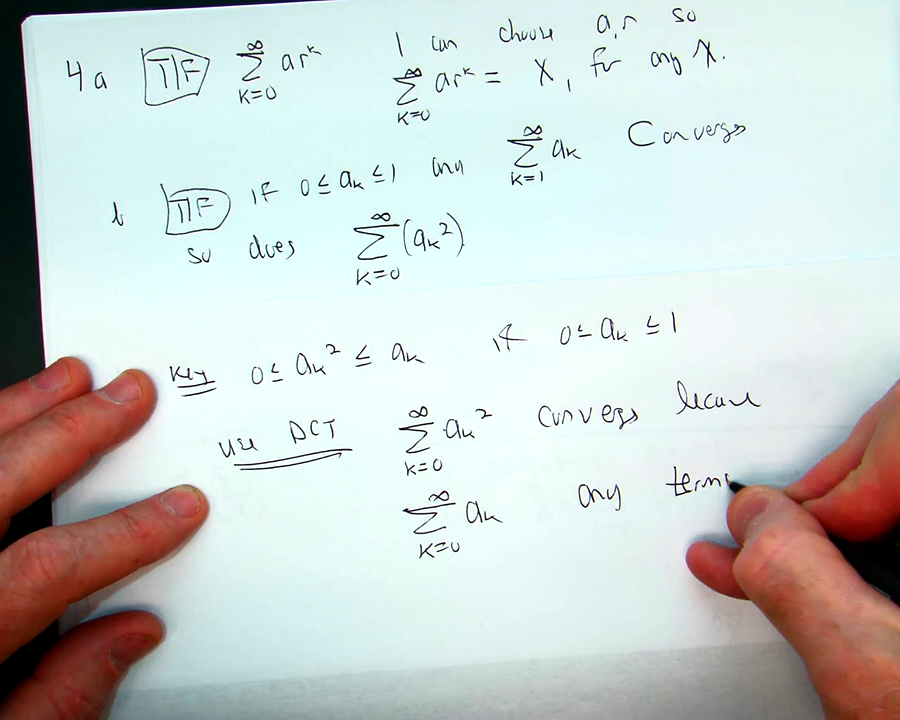 4a T/F ∑_{k=0}^{∞} ar^k I can choose a,r so
∑_{k=0}^{∞} ar^k = X, for any X.
b T/F if 0 ≤ a_k ≤ 1 any ∑_{k=1}^{∞} a_k Converges
so does ∑_{k=0}^{∞} (a_k^2)
Key 0 ≤ a_k^2 ≤ a_k if 0 ≤ a_k ≤ 1
use DCT ∑_{k=0}^{∞} a_k^2 converges because
∑_{k=0}^{∞} a_k any terms